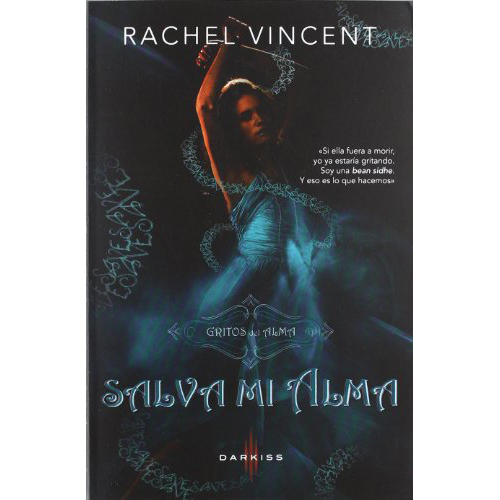 RACHEL VINCENT
«Si ella fuera a morir,
yo ya estaría gritando.
Soy una bean sidhe.
Y eso es lo que hacemos»
GRITOS del ALMA
SALVA MI ALMA
DARKISS